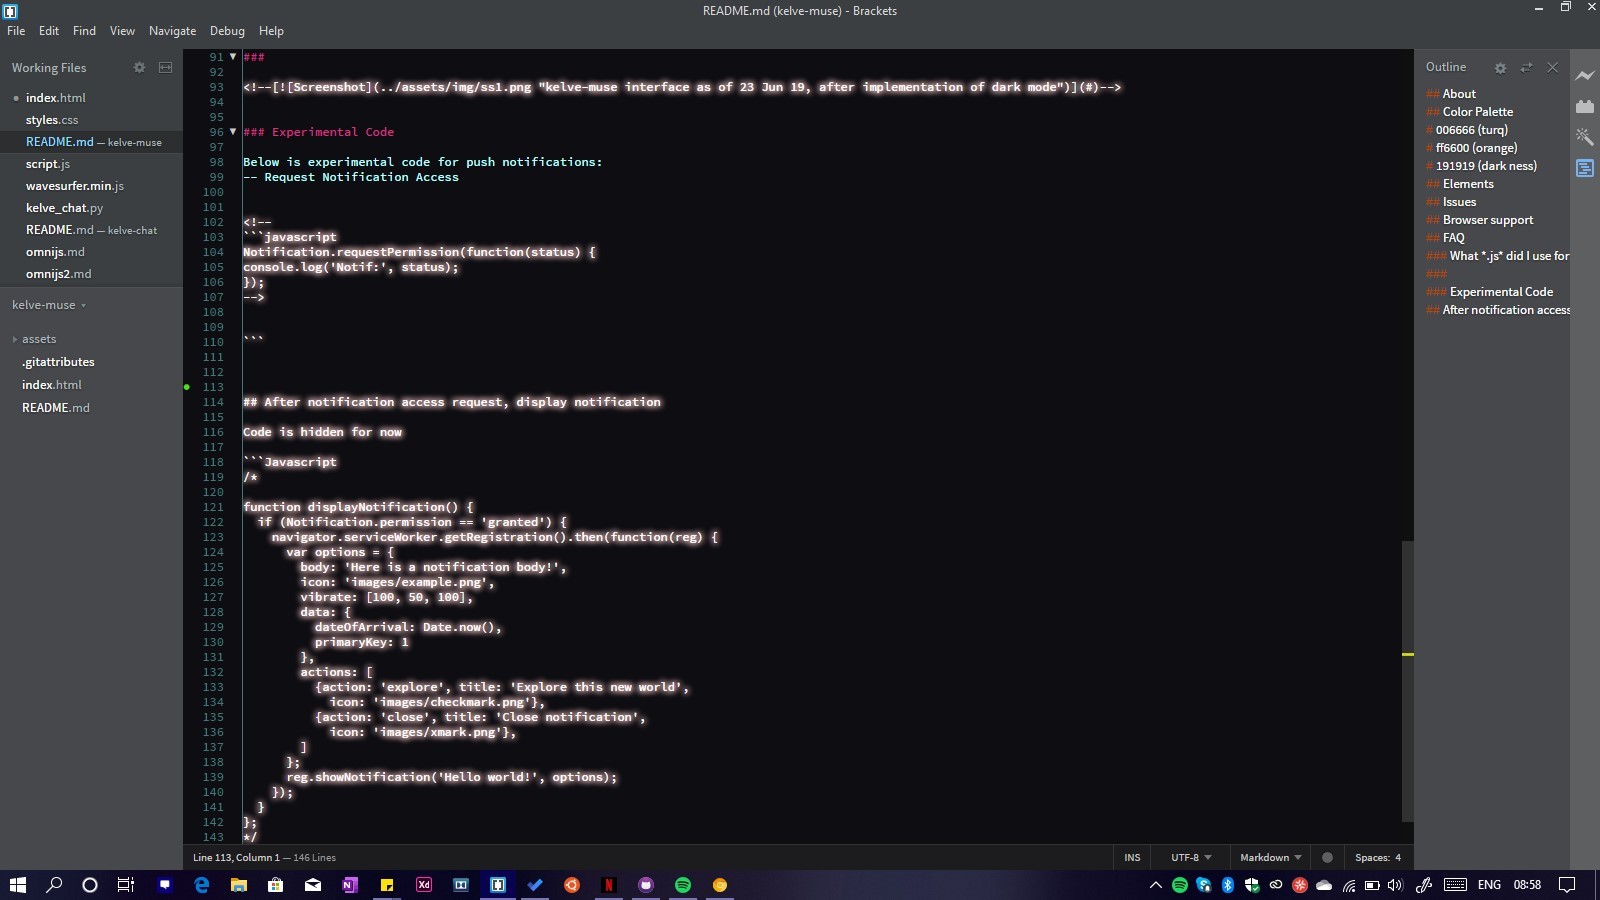 README.md (kelve-muse) - Brackets
File Edit Find View Navigate Debug Help
Working Files
index.html
styles.css
README.md — kelve-muse
script.js
wavesurfer.min.js
kelve_chat.py
README.md — kelve-chat
omnijs.md
omnijs2.md
kelve-muse
assets
.gitattributes
index.html
README.md
91 ###
92
93 <!--[![Screenshot](../assets/img/ss1.png "kelve-muse interface as of 23 Jun 19, after implementation of dark mode")](#)-->
94
95
96 ### Experimental Code
97
98 Below is experimental code for push notifications:
99 -- Request Notification Access
100
101
102 <!--
103 ```javascript
104 Notification.requestPermission(function(status) {
105 console.log('Notif:', status);
106 });
107 -->
108
109
110 ```
111
112
113
114 ## After notification access request, display notification
115
116 Code is hidden for now
117
118 ```Javascript
119 /*
120
121 function displayNotification() {
122   if (Notification.permission == 'granted') {
123     navigator.serviceWorker.getRegistration().then(function(reg) {
124       var options = {
125         body: 'Here is a notification body!',
126         icon: 'images/example.png',
127         vibrate: [100, 50, 100],
128         data: {
129           dateOfArrival: Date.now(),
130           primaryKey: 1
131         },
132         actions: [
133           {action: 'explore', title: 'Explore this new world',
134             icon: 'images/checkmark.png'},
135           {action: 'close', title: 'Close notification',
136             icon: 'images/xmark.png'},
137         ]
138       };
139       reg.showNotification('Hello world!', options);
140     });
141   }
142 };
143 */
Outline
## About
## Color Palette
# 006666 (turq)
# ff6600 (orange)
# 191919 (dark ness)
## Elements
## Issues
## Browser support
## FAQ
### What *.js* did I use for
###
### Experimental Code
## After notification access
Line 113, Column 1 — 146 Lines
INS UTF-8 Markdown Spaces: 4
N Xd N
ENG 08:58